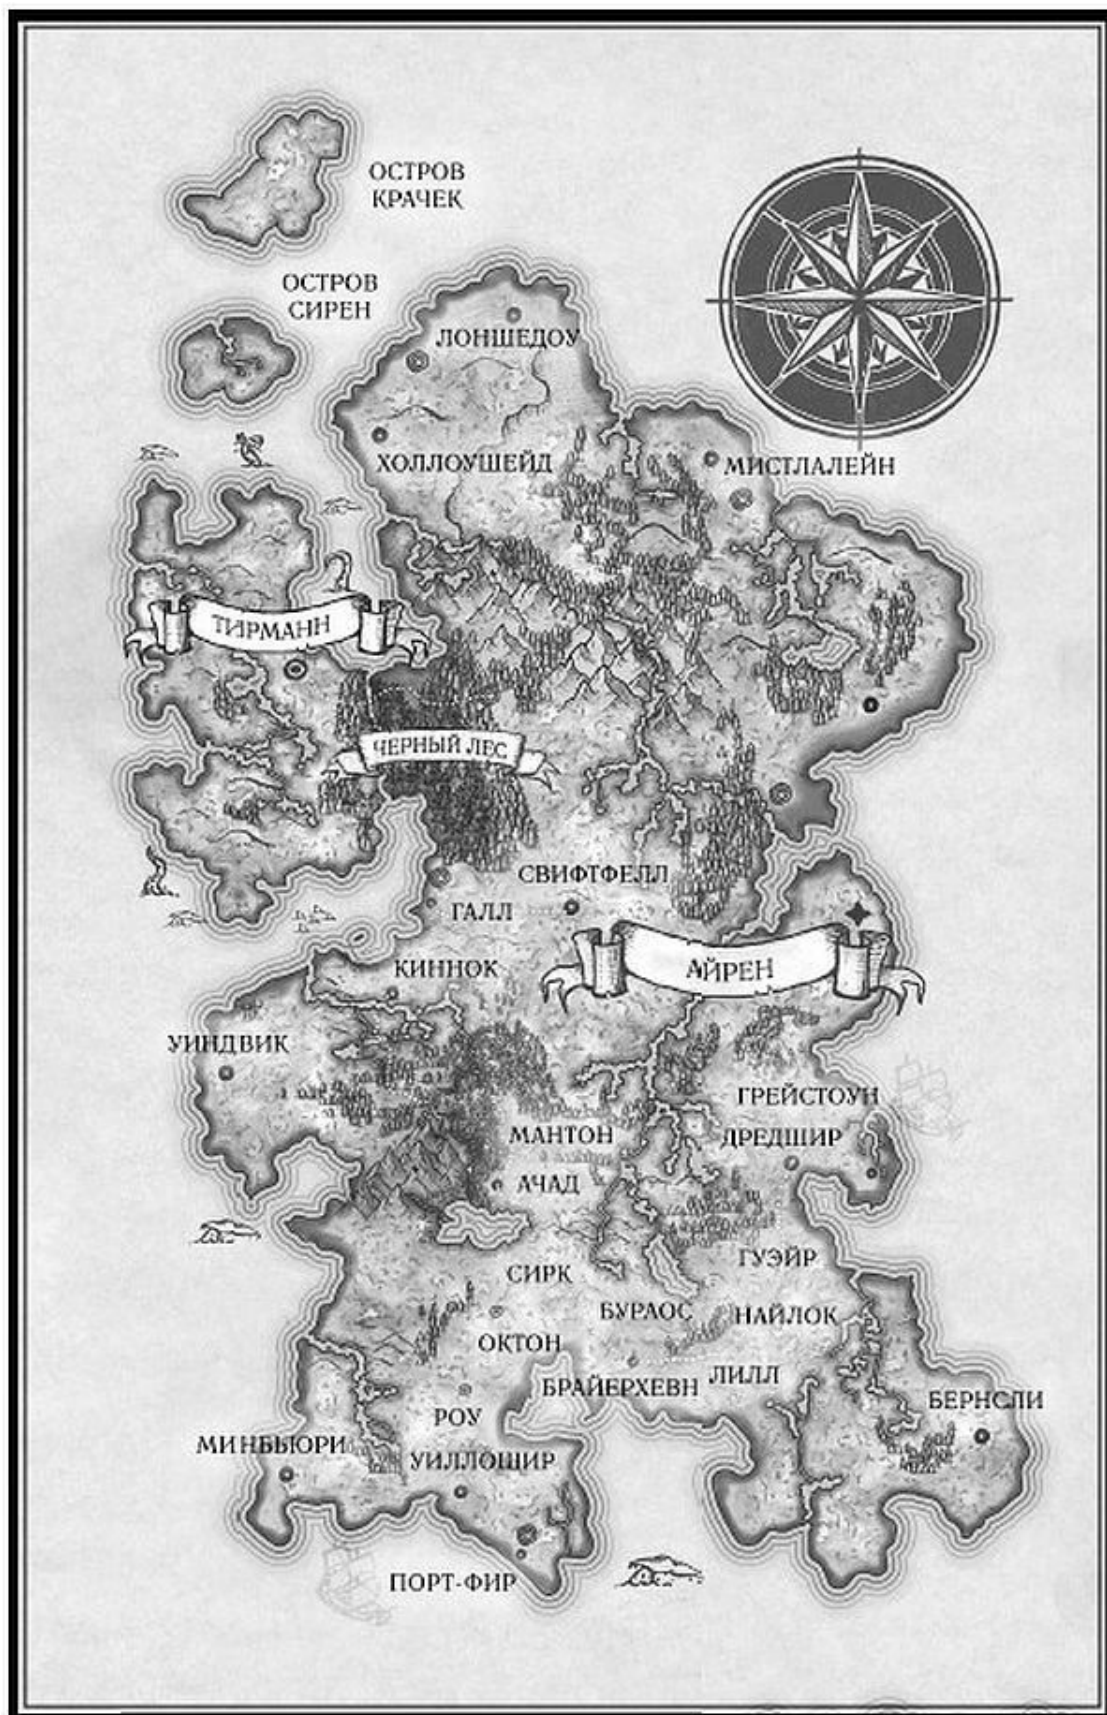 ОСТРОВ
КРАЧЕК
ОСТРОВ
СИРЕН
ЛОНШЕДОУ
ХОЛЛОУШЕЙД
МИСТЛАЛЕЙН
ТИРМАНН
ЧЕРНЫЙ ЛЕС
СВИФТФЕЛЛ
ГАЛЛ
КИННОК
АЙРЕН
УИНДВИК
ГРЕЙСТОУН
МАНТОН
ДРЕДШИР
АЧАД
ГУЭЙР
СИРК
БУРАОС
НАЙЛОК
ОКТОН
ЛИЛЛ
БРАЙЕРХЕВН
БЕРНСЛИ
РОУ
МИНБЬЮРИ
УИЛЛОШИР
ПОРТ-ФИР